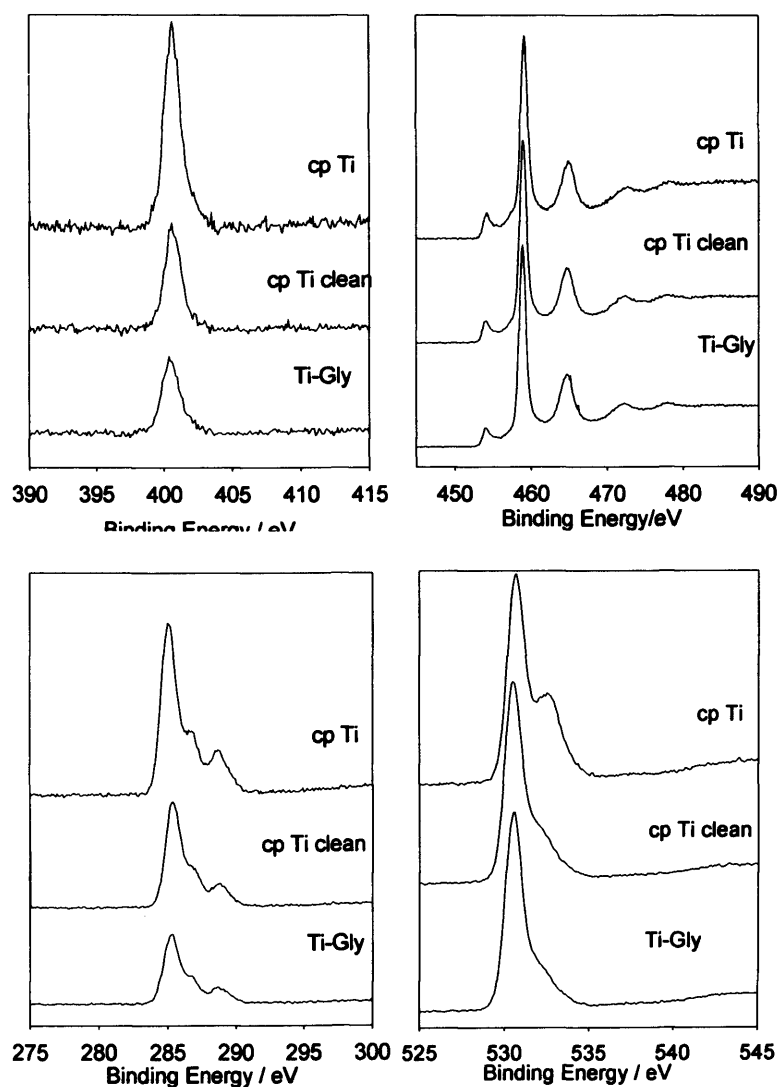 cp Ti
cp Ti clean
Ti-Gly
390 395 400 405 410 415
Binding Energy / eV
cp Ti
cp Ti clean
Ti-Gly
450 460 470 480 490
Binding Energy/eV
cp Ti
cp Ti clean
Ti-Gly
275 280 285 290 295 300
Binding Energy / eV
cp Ti
cp Ti clean
Ti-Gly
525 530 535 540 545
Binding Energy / eV